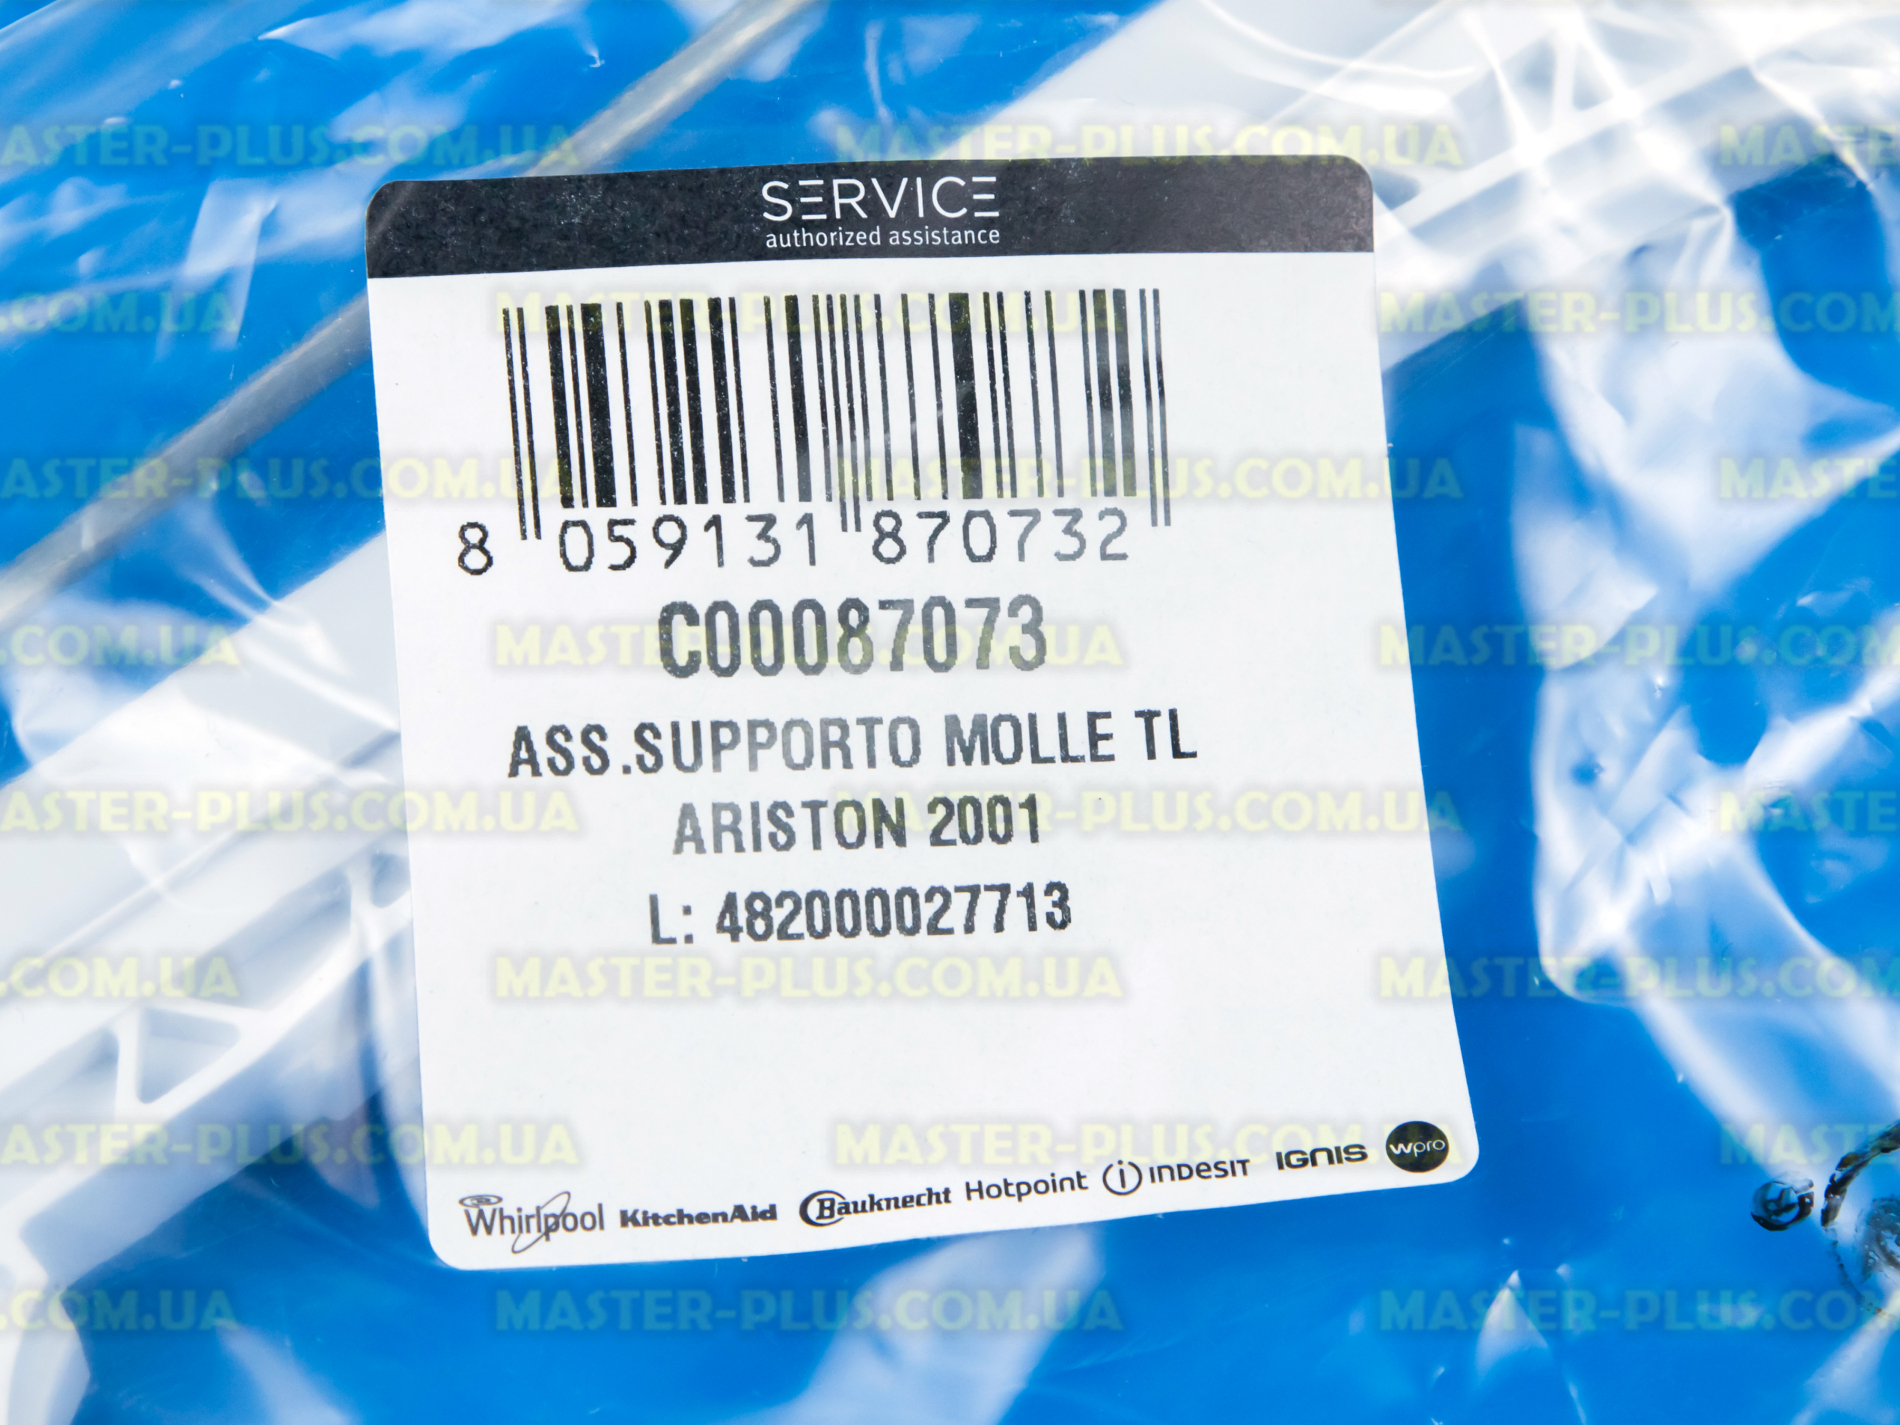 SERVICE
authorized assistance
8 059131 870732
C00087073
ASS.SUPPORTO MOLLE TL
ARISTON 2001
L: 482000027713
Whirlpool KitchenAid Bauknecht Hotpoint INDESIT IGNIS wpro
MASTER-PLUS.COM.UA